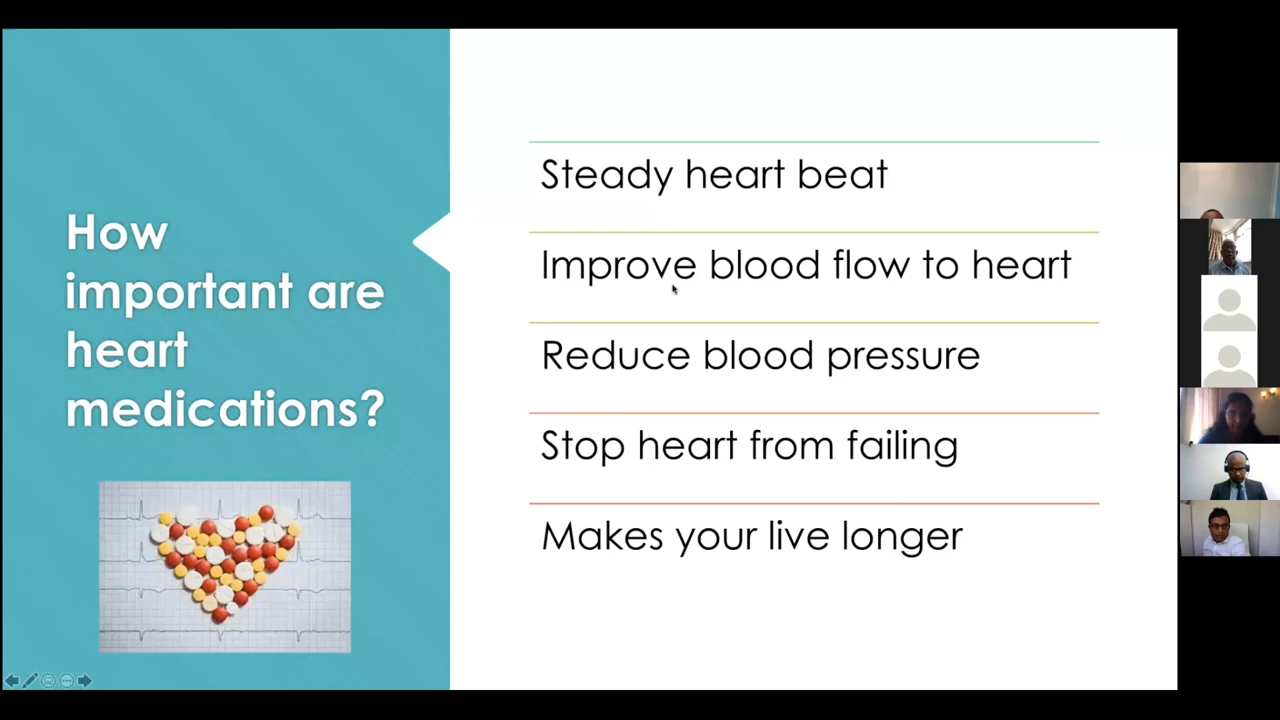 How
important are
heart
medications?
Steady heart beat
Improve blood flow to heart
Reduce blood pressure
Stop heart from failing
Makes your live longer